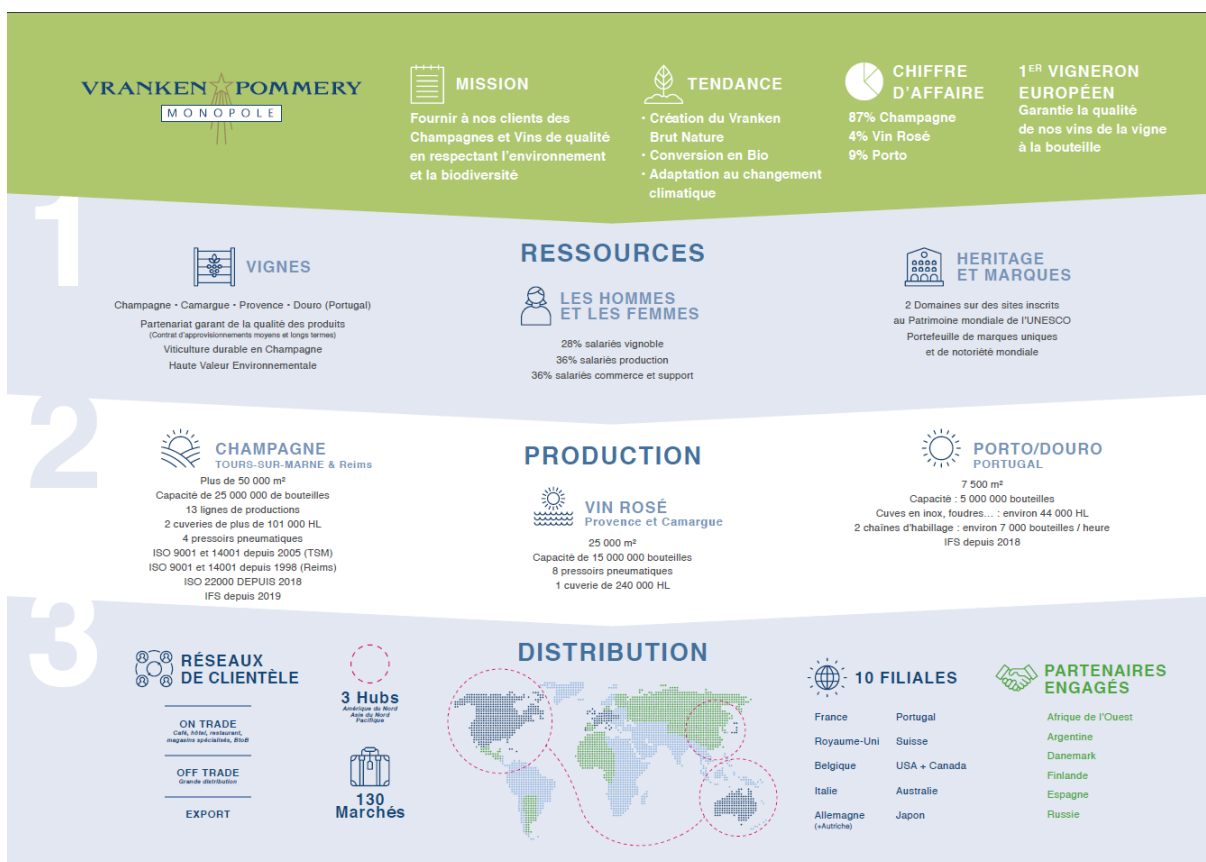 VRANKEN POMMERY
MONOPOLE
MISSION
Fournir à nos clients des
Champagnes et Vins de qualité
en respectant l'environnement
et la biodiversité
TENDANCE
• Création du Vranken
Brut Nature
• Conversion en Bio
• Adaptation au changement
climatique
CHIFFRE
D'AFFAIRE
87% Champagne
4% Vin Rosé
9% Porto
1ER VIGNERON
EUROPÉEN
Garantie la qualité
de nos vins de la vigne
à la bouteille
1
RESSOURCES
VIGNES
Champagne • Camargue • Provence • Douro (Portugal)
Partenariat garant de la qualité des produits
(Contrat d'approvisionnements moyens et longs termes)
Viticulture durable en Champagne
Haute Valeur Environnementale
LES HOMMES
ET LES FEMMES
28% salariés vignoble
36% salariés production
36% salariés commerce et support
HERITAGE
ET MARQUES
2 Domaines sur des sites inscrits
au Patrimoine mondiale de l'UNESCO
Portefeuille de marques uniques
et de notoriété mondiale
2
PRODUCTION
CHAMPAGNE
TOURS-SUR-MARNE & Reims
Plus de 50 000 m²
Capacité de 25 000 000 de bouteilles
13 lignes de productions
2 cuveries de plus de 101 000 HL
4 pressoirs pneumatiques
ISO 9001 et 14001 depuis 2005 (TSM)
ISO 9001 et 14001 depuis 1998 (Reims)
ISO 22000 DEPUIS 2018
IFS depuis 2019
VIN ROSÉ
Provence et Camargue
25 000 m²
Capacité de 15 000 000 bouteilles
8 pressoirs pneumatiques
1 cuverie de 240 000 HL
PORTO/DOURO
PORTUGAL
7 500 m²
Capacité : 5 000 000 bouteilles
Cuves en inox, foudres... : environ 44 000 HL
2 chaînes d'habillage : environ 7 000 bouteilles / heure
IFS depuis 2018
3
DISTRIBUTION
RÉSEAUX
DE CLIENTÈLE
ON TRADE
Café, hôtel, restaurant,
magasins spécialisés, BtoB
OFF TRADE
Grande distribution
EXPORT
3 Hubs
Amérique du Nord
Asie du Nord
Pacifique
130
Marchés
10 FILIALES
France
Royaume-Uni
Belgique
Italie
Allemagne
(+Autriche)
Portugal
Suisse
USA + Canada
Australie
Japon
PARTENAIRES
ENGAGÉS
Afrique de l'Ouest
Argentine
Danemark
Finlande
Espagne
Russie